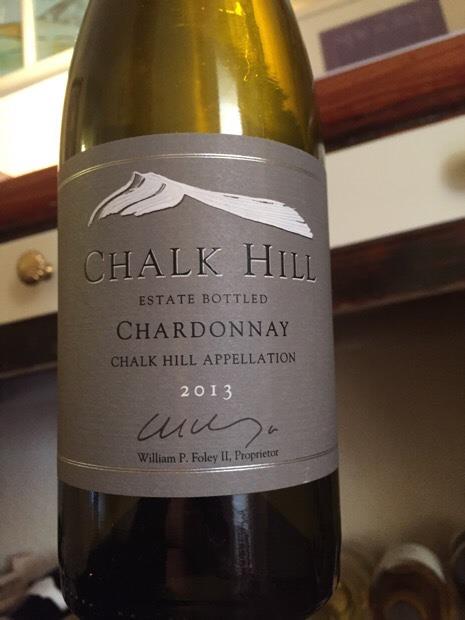 CHALK HILL
ESTATE BOTTLED
CHARDONNAY
CHALK HILL APPELLATION
2013
William P. Foley II, Proprietor